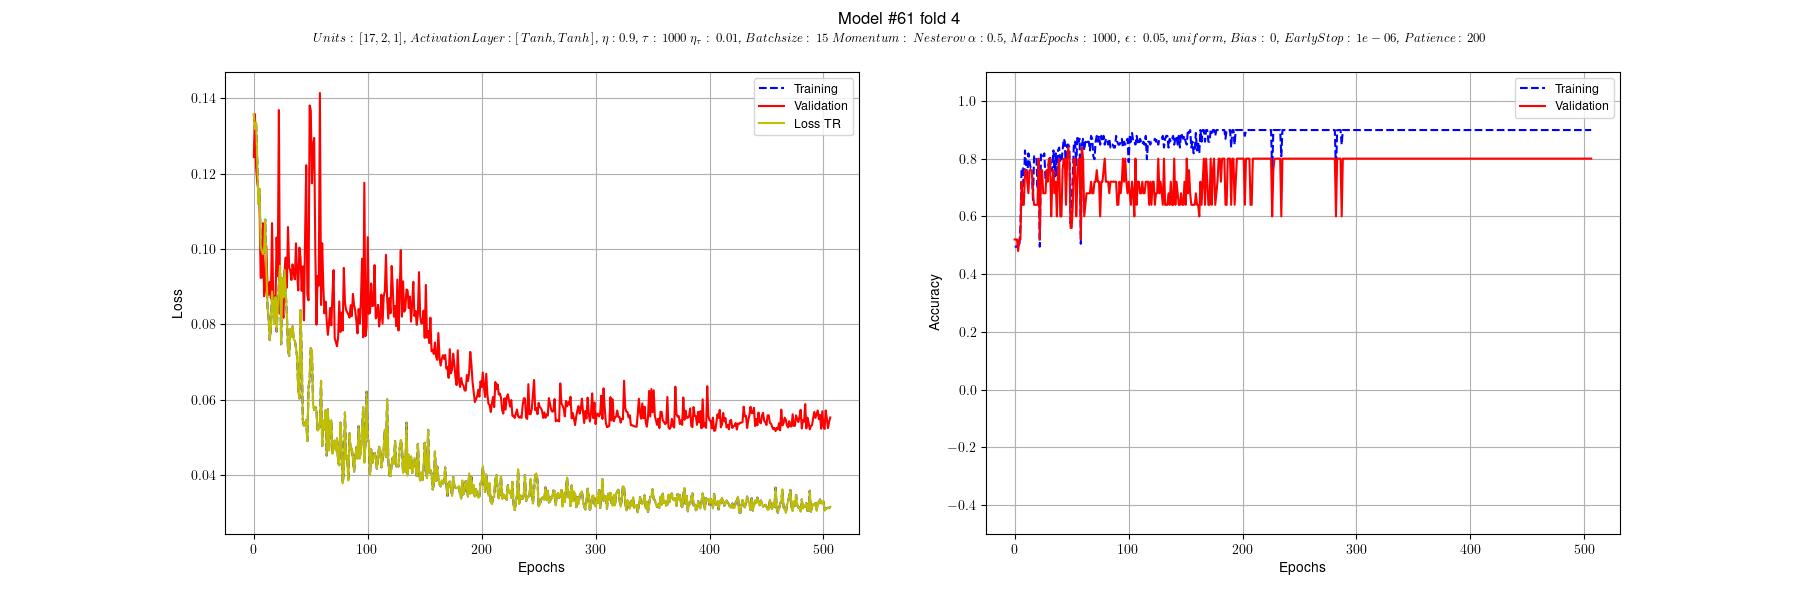 Model #61 fold 4
Units : [17, 2, 1], ActivationLayer : [Tanh, Tanh], η : 0.9, τ : 1000 ητ : 0.01, Batchsize : 15 Momentum : Nesterov α : 0.5, MaxEpochs : 1000, ϵ : 0.05, uniform, Bias : 0, EarlyStop : 1e − 06, Patience : 200
Training
Validation
Loss TR
0.14
0.12
0.10
0.08
0.06
0.04
Loss
0 100 200 300 400 500
Epochs
Training
Validation
1.0
0.8
0.6
0.4
0.2
0.0
−0.2
−0.4
Accuracy
0 100 200 300 400 500
Epochs